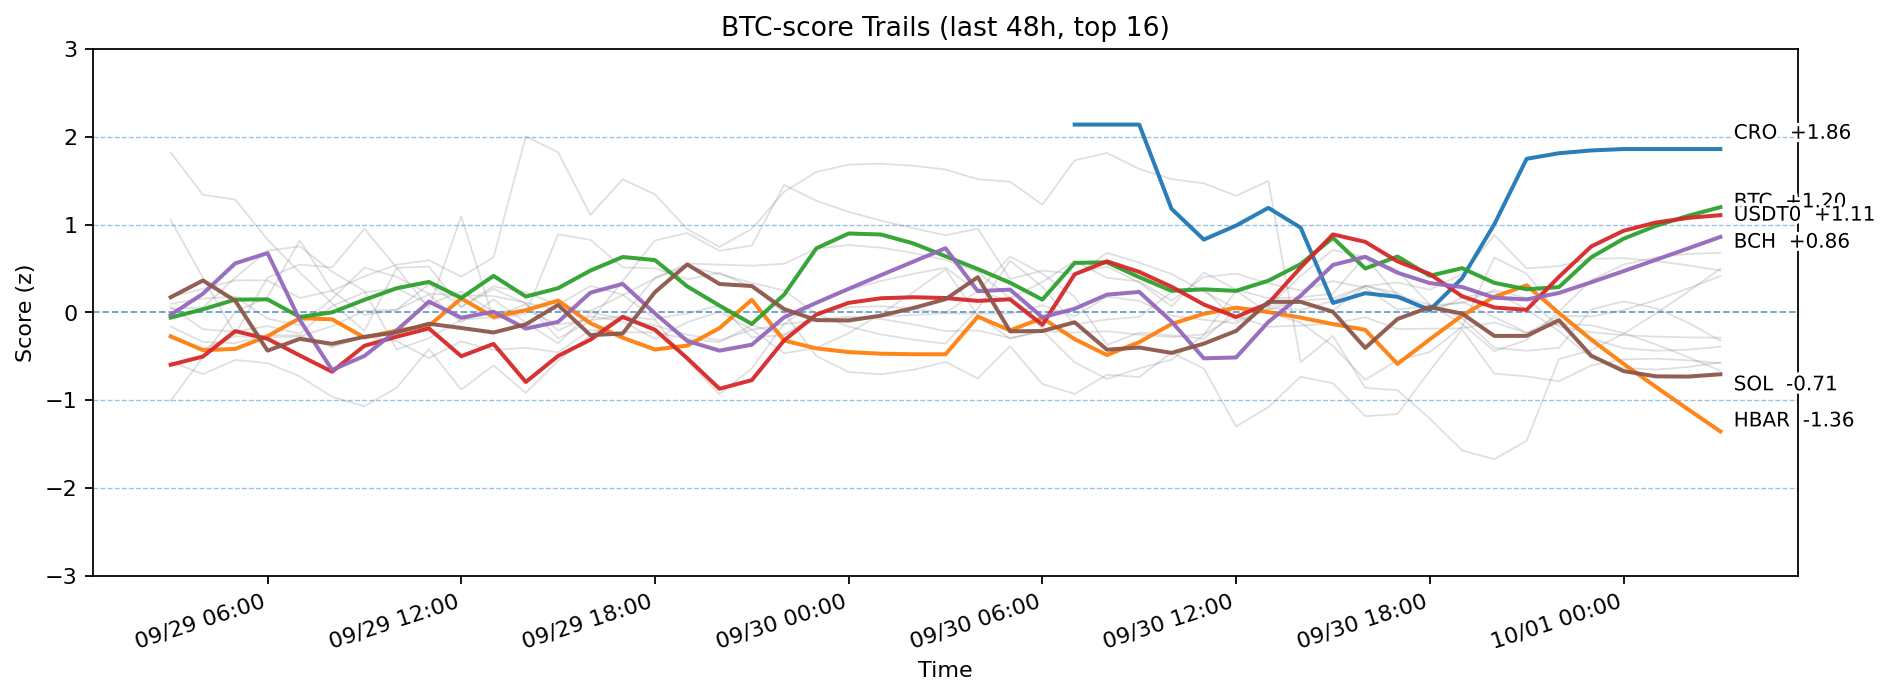 BTC-score Trails (last 48h, top 16)
Score (z)
3
2
1
0
−1
−2
−3
CRO +1.86
BTC +1.20
USDT0 +1.11
BCH +0.86
SOL -0.71
HBAR -1.36
09/29 06:00
09/29 12:00
09/29 18:00
09/30 00:00
09/30 06:00
09/30 12:00
09/30 18:00
10/01 00:00
Time